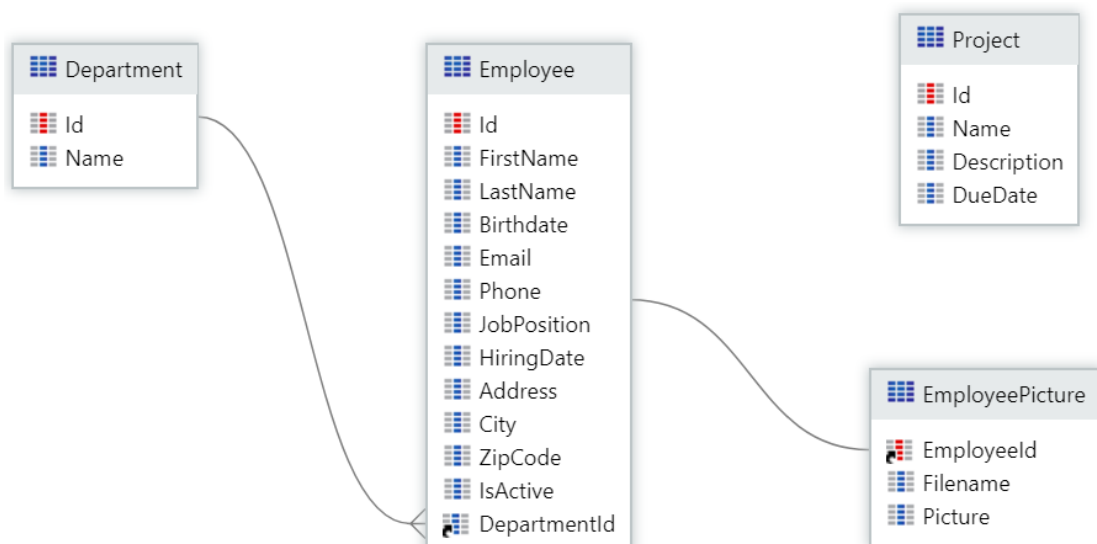 Department
Id
Name
Employee
Id
FirstName
LastName
Birthdate
Email
Phone
JobPosition
HiringDate
Address
City
ZipCode
IsActive
DepartmentId
Project
Id
Name
Description
DueDate
EmployeePicture
EmployeeId
Filename
Picture